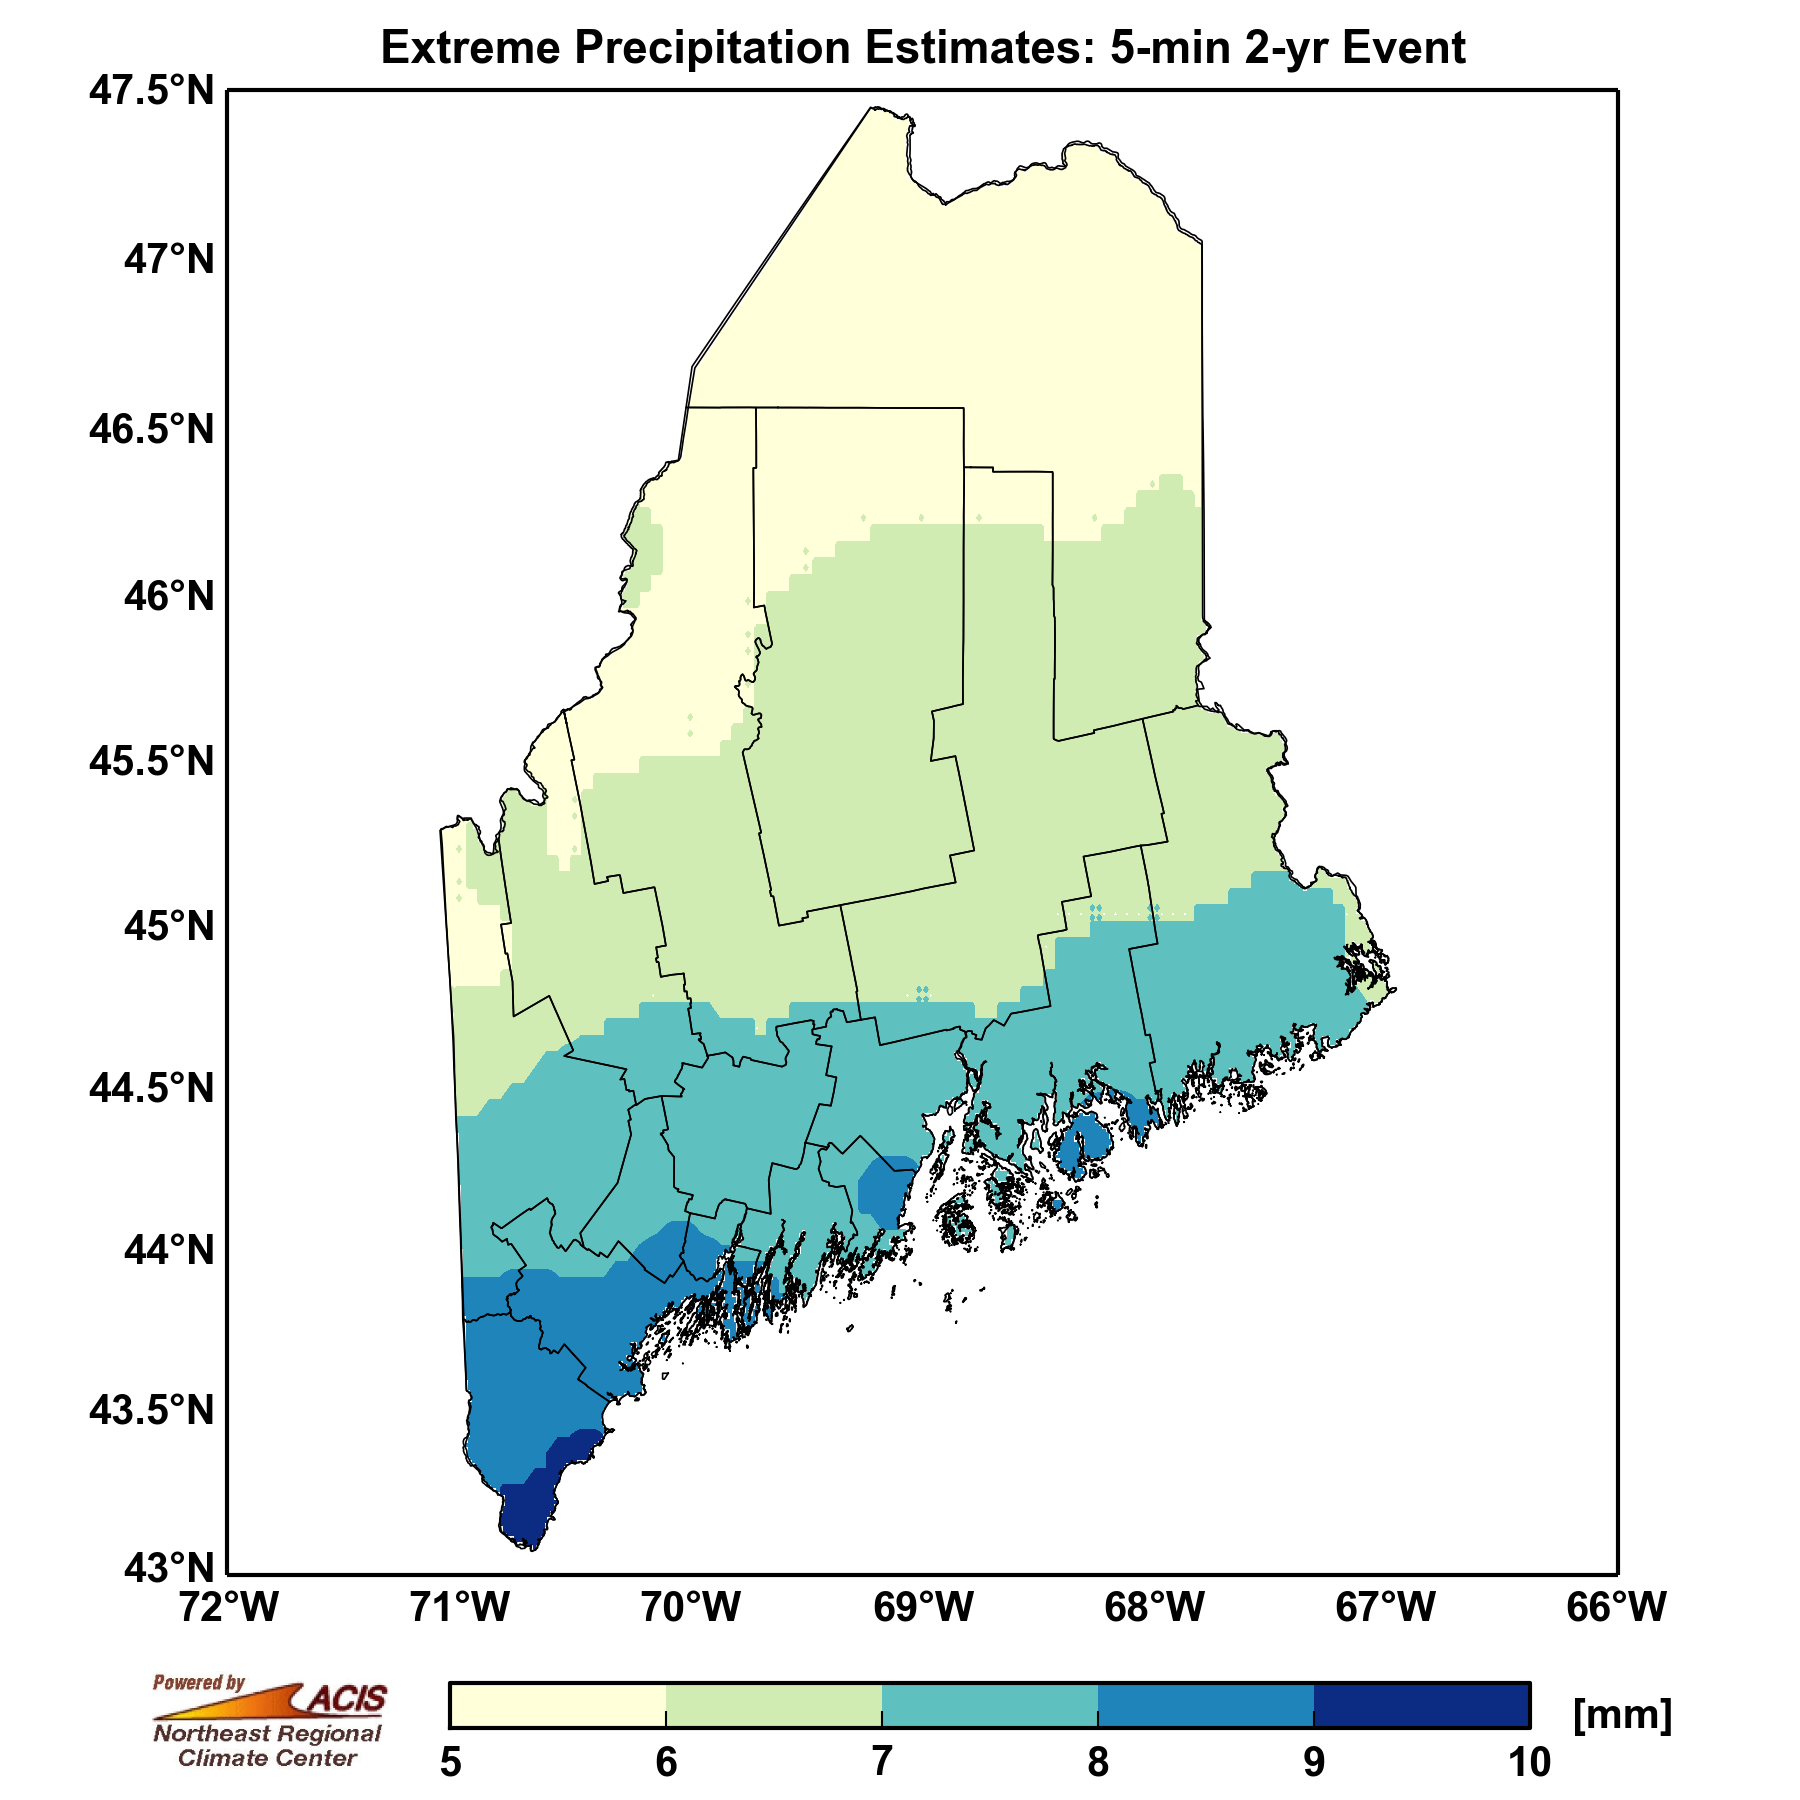 Extreme Precipitation Estimates: 5-min 2-yr Event
47.5°N
47°N
46.5°N
46°N
45.5°N
45°N
44.5°N
44°N
43.5°N
43°N
72°W 71°W 70°W 69°W 68°W 67°W 66°W
Powered by
ACIS
Northeast Regional
Climate Center
[mm]
5 6 7 8 9 10